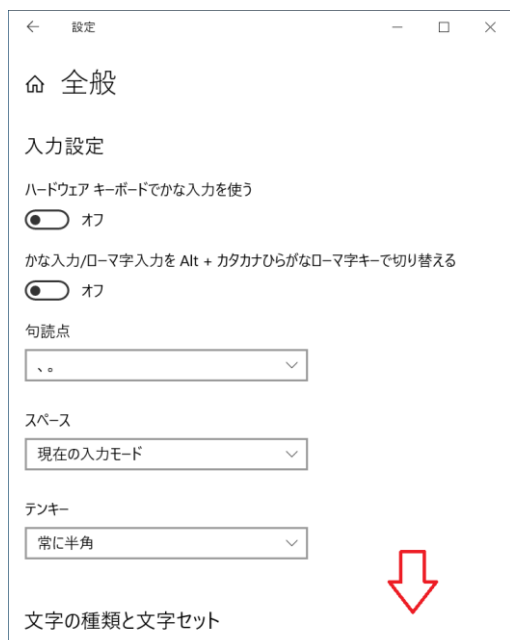 設定
全般
入力設定
ハードウェア キーボードでかな入力を使う
オフ
かな入力/ローマ字入力を Alt + カタカナひらがなローマ字キーで切り替える
オフ
句読点
、。
スペース
現在の入力モード
テンキー
常に半角
文字の種類と文字セット